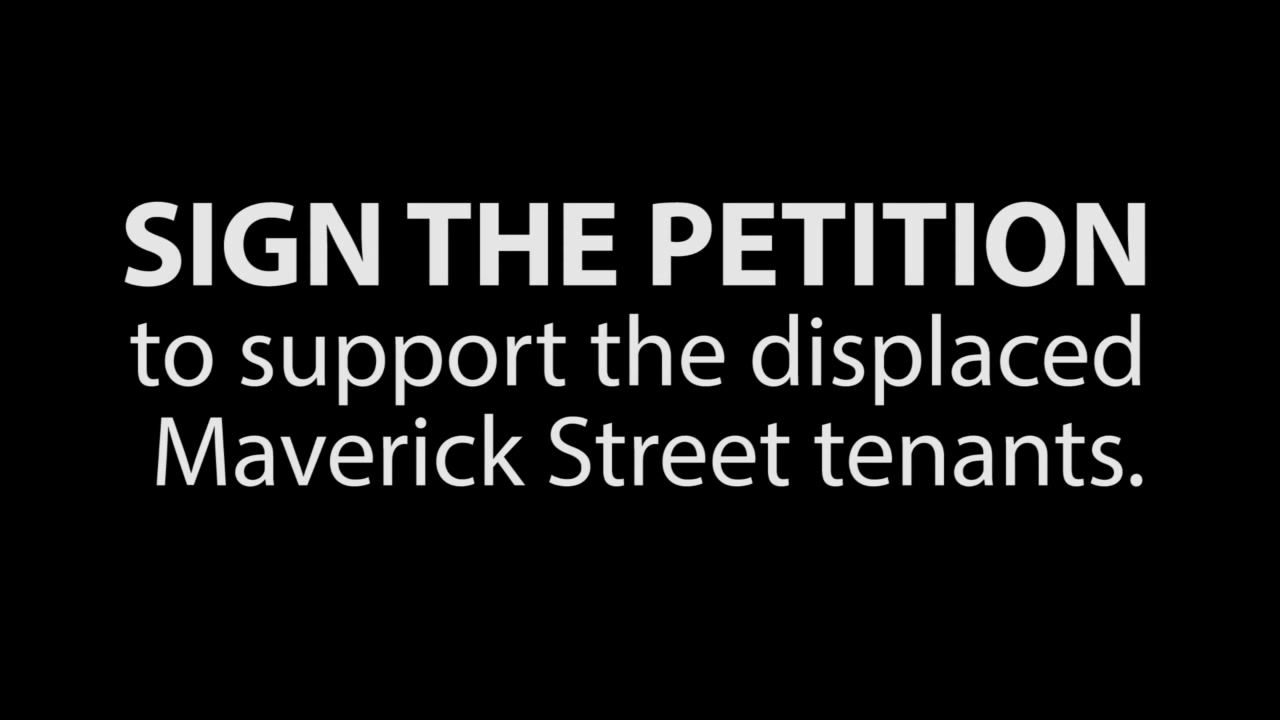 SIGN THE PETITION
to support the displaced
Maverick Street tenants.